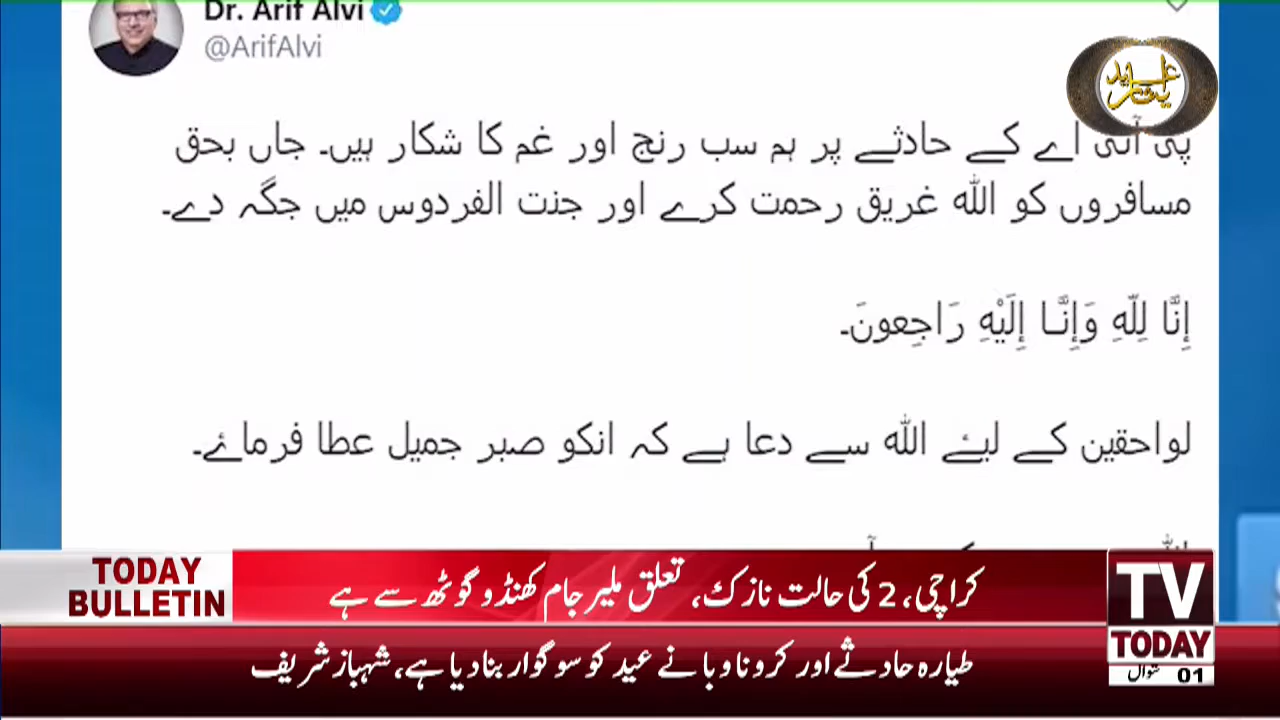 Dr. Arif Alvi
@ArifAlvi
پی آئی اے کے حادثے پر ہم سب رنج اور غم کا شکار ہیں۔ جاں بحق
مسافروں کو اللہ غریق رحمت کرے اور جنت الفردوس میں جگہ دے۔
إِنَّا لِلّهِ وَإِنَّـا إِلَيْهِ رَاجِعونَ۔
لواحقین کے لیئے اللہ سے دعا ہے کہ انکو صبر جمیل عطا فرمائے۔
TODAY
BULLETIN
کراچی، 2 کی حالت نازک، تعلق ملیر جام کھنڈو گوٹھ سے ہے
طیارہ حادثے اور کرونا وبا نے عید کو سوگوار بنا دیا ہے، شہباز شریف
TV
TODAY
01 شوال